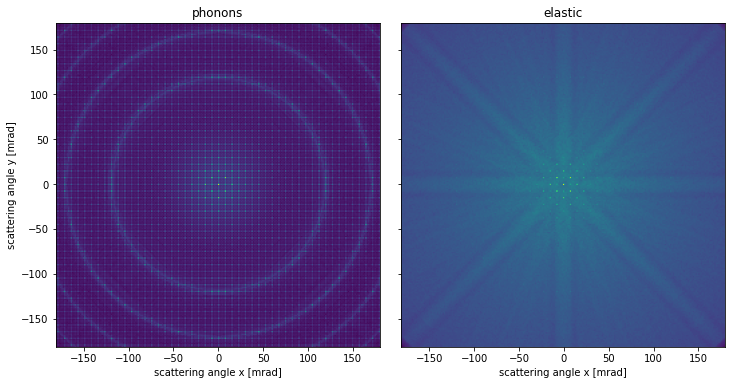 phonons
elastic
150
100
50
0
−50
−100
−150
scattering angle y [mrad]
−150 −100 −50 0 50 100 150
−150 −100 −50 0 50 100 150
scattering angle x [mrad]
scattering angle x [mrad]